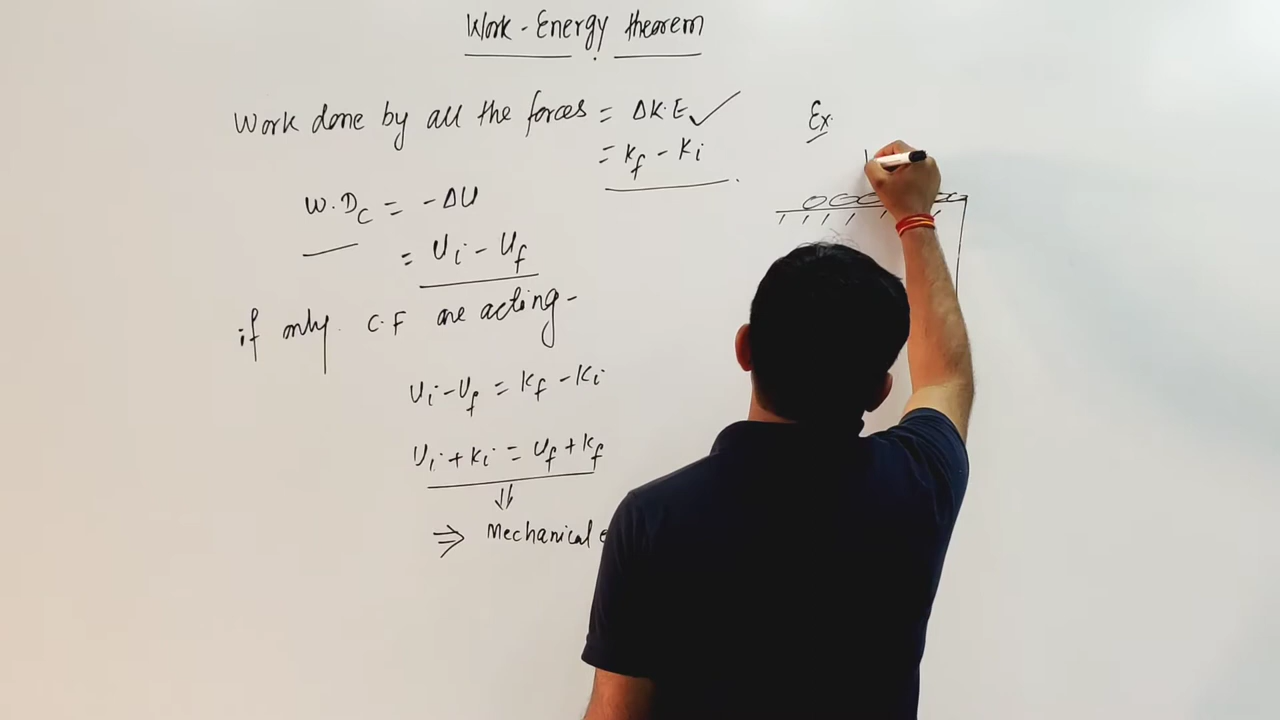 Work - Energy theorem
Work done by all the forces = ΔK.E ✓
= Kf - Ki
W.Dc = -ΔU
= Ui - Uf
if only C.F are acting -
Ui - Uf = Kf - Ki
Ui + Ki = Uf + Kf
⇓
⇒ Mechanical
Ex.